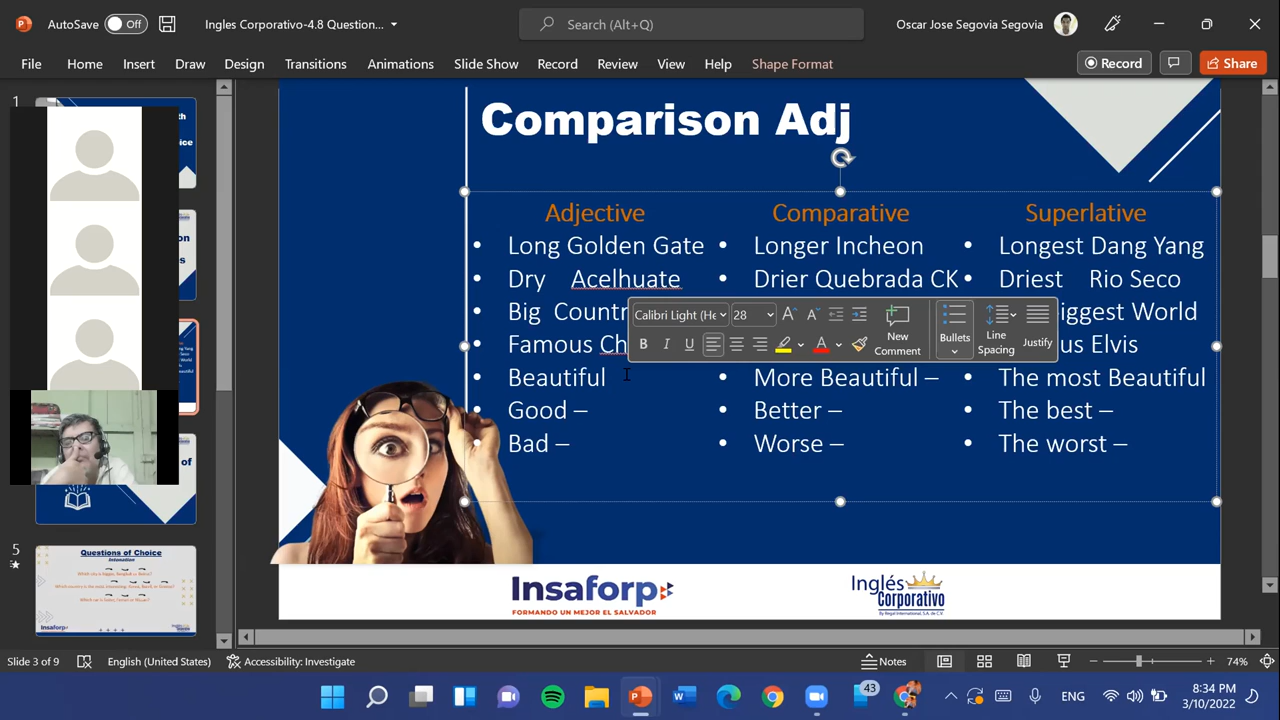 AutoSave Off
Ingles Corporativo-4.8 Question...
Search (Alt+Q)
Oscar Jose Segovia Segovia
File Home Insert Draw Design Transitions Animations Slide Show Record Review View Help Shape Format
Record
Share
1
Comparison Adj
Adjective Comparative Superlative
• Long Golden Gate • Longer Incheon • Longest Dang Yang
• Dry Acelhuate • Drier Quebrada CK • Driest Rio Seco
Big Countr
iggest World
Famous Ch
us Elvis
Calibri Light (He 28
B I U A
New Comment
Bullets
Line Spacing
Justify
• Beautiful • More Beautiful – • The most Beautiful
• Good – • Better – • The best –
• Bad – • Worse – • The worst –
5
Questions of Choice
Intonation
Insaforp
FORMANDO UN MEJOR EL SALVADOR
Inglés Corporativo
Slide 3 of 9
English (United States)
Accessibility: Investigate
Notes
74%
43
ENG
8:34 PM
3/10/2022